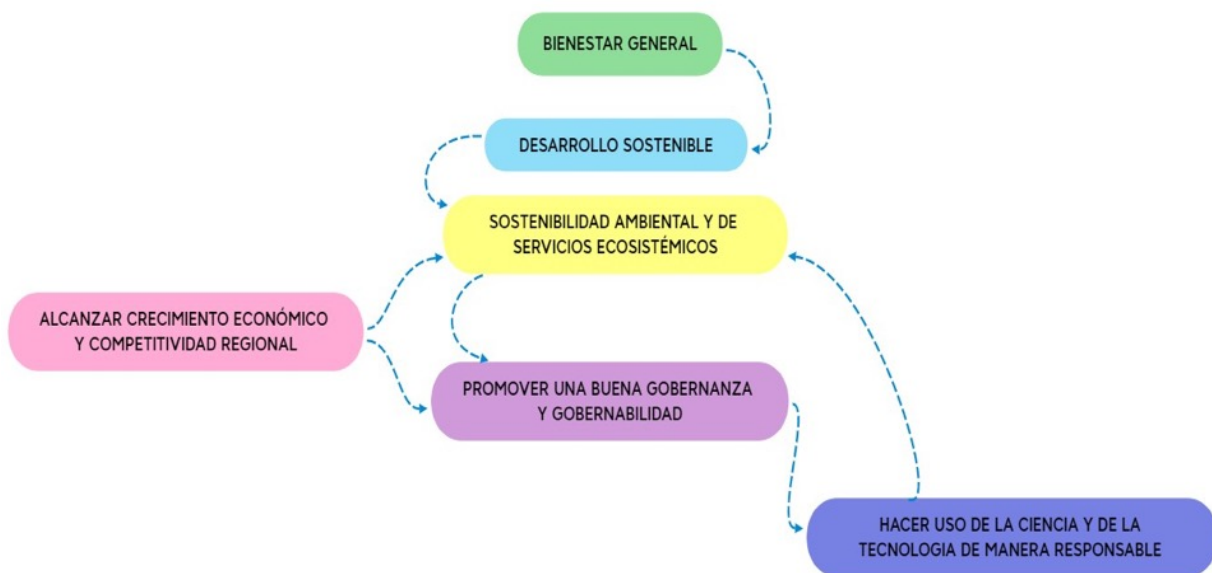 BIENESTAR GENERAL
DESARROLLO SOSTENIBLE
SOSTENIBILIDAD AMBIENTAL Y DE
SERVICIOS ECOSISTÉMICOS
ALCANZAR CRECIMIENTO ECONÓMICO
Y COMPETITIVIDAD REGIONAL
PROMOVER UNA BUENA GOBERNANZA
Y GOBERNABILIDAD
HACER USO DE LA CIENCIA Y DE LA
TECNOLOGIA DE MANERA RESPONSABLE